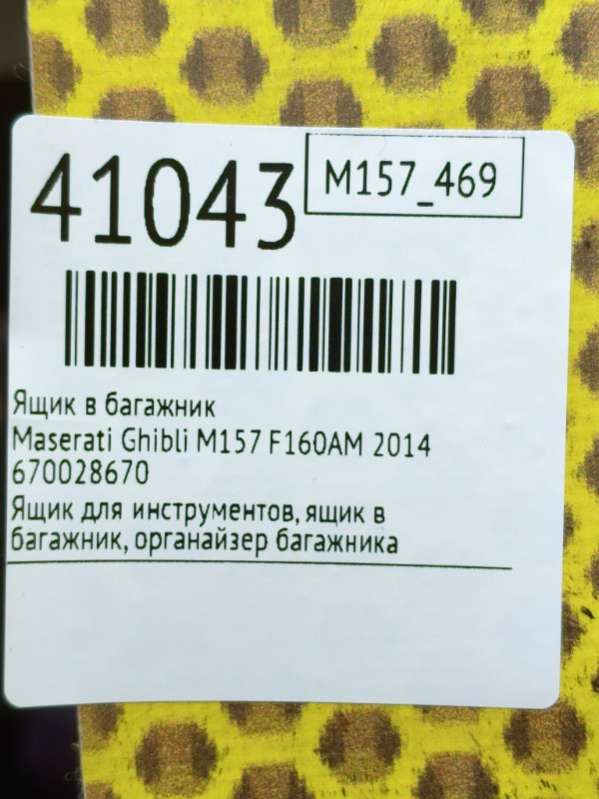 41043
M157_469
Ящик в багажник
Maserati Ghibli M157 F160AM 2014
670028670
Ящик для инструментов, ящик в
багажник, органайзер багажника